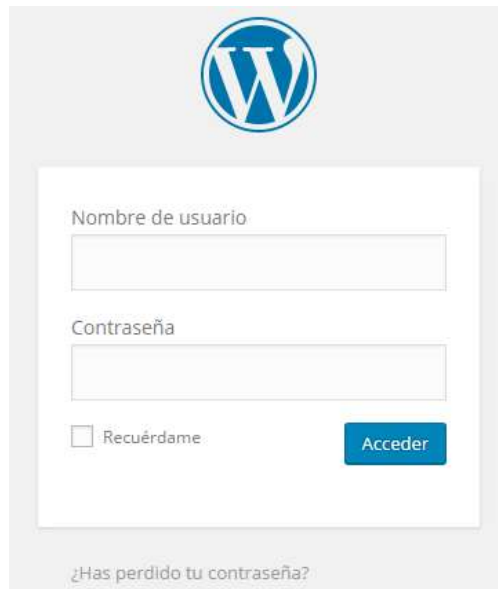 Nombre de usuario
Contraseña
Recuérdame
Acceder
¿Has perdido tu contraseña?